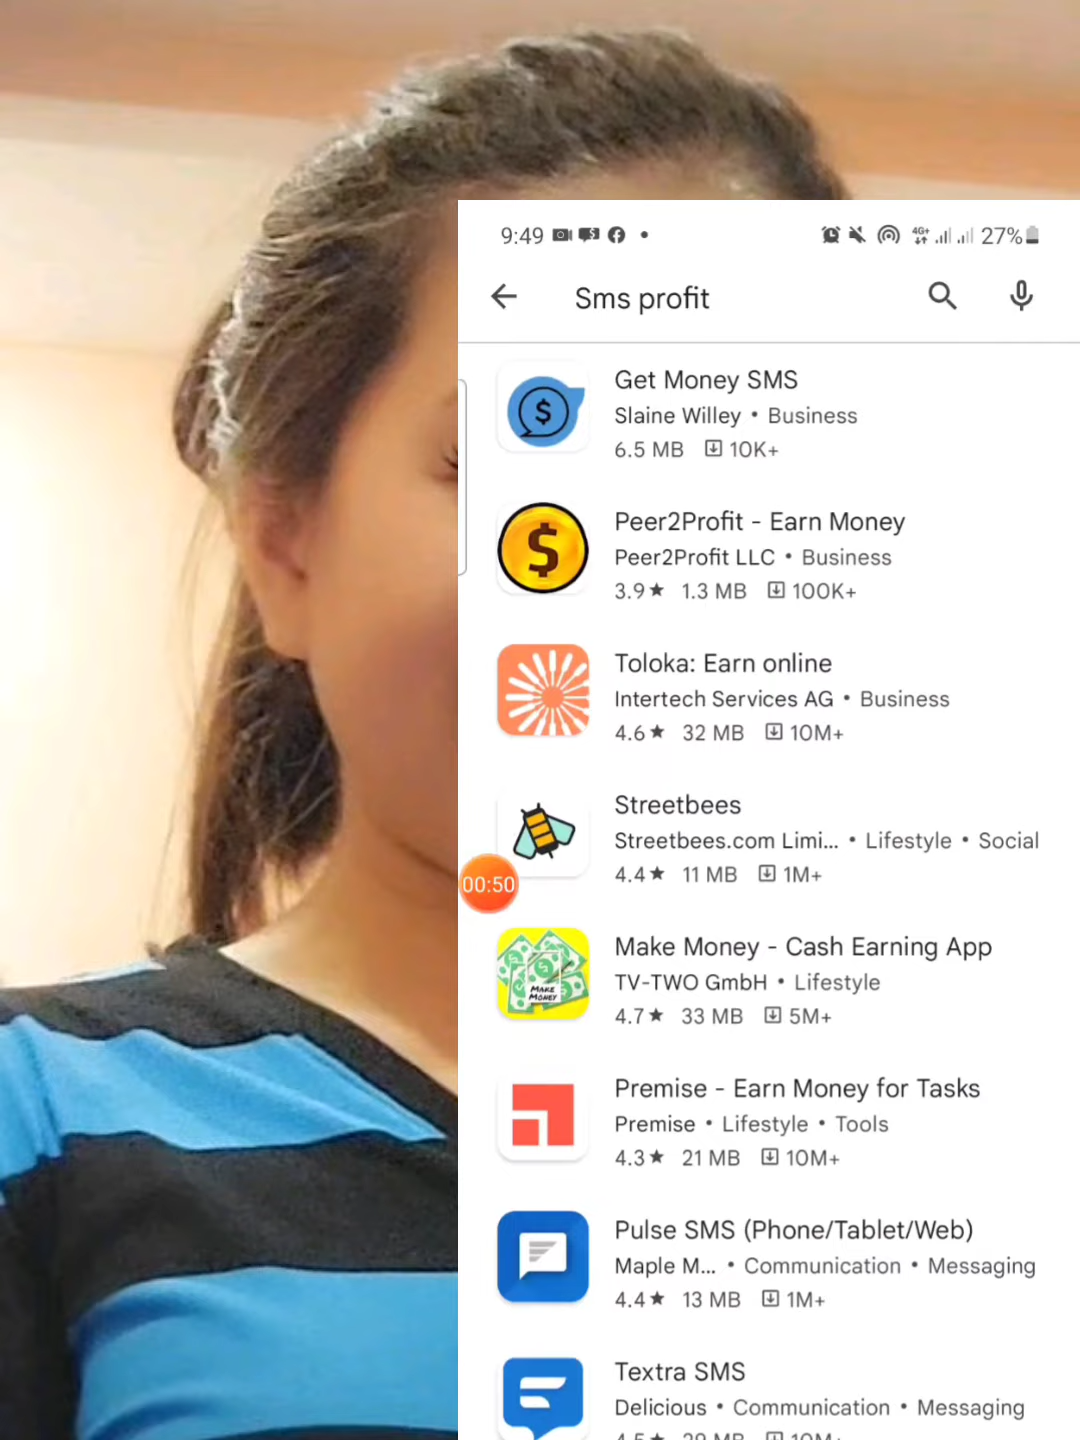 9:49 4G+ 27%
Sms profit
Get Money SMS
Slaine Willey • Business
6.5 MB 10K+
Peer2Profit - Earn Money
Peer2Profit LLC • Business
3.9★ 1.3 MB 100K+
Toloka: Earn online
Intertech Services AG • Business
4.6★ 32 MB 10M+
Streetbees
Streetbees.com Limi... • Lifestyle • Social
4.4★ 11 MB 1M+
00:50
Make Money - Cash Earning App
TV-TWO GmbH • Lifestyle
4.7★ 33 MB 5M+
MAKE
MONEY
Premise - Earn Money for Tasks
Premise • Lifestyle • Tools
4.3★ 21 MB 10M+
Pulse SMS (Phone/Tablet/Web)
Maple M... • Communication • Messaging
4.4★ 13 MB 1M+
Textra SMS
Delicious • Communication • Messaging